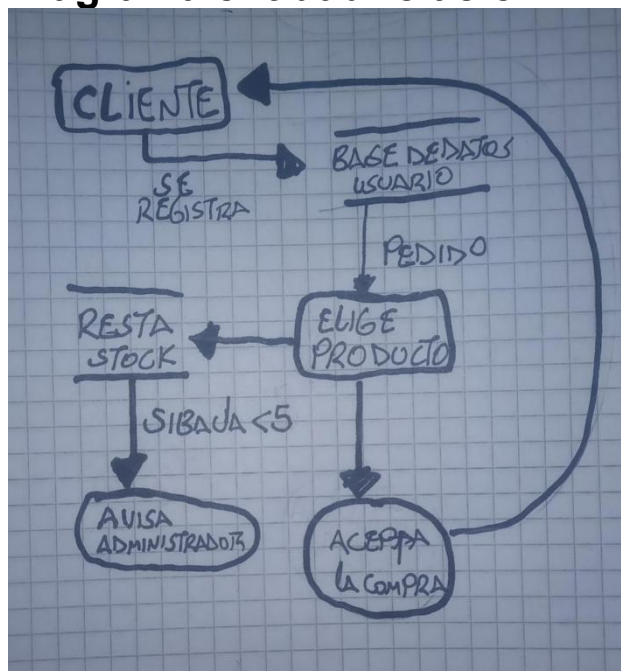 CLIENTE
SE
REGISTRA
BASE DE DATOS
USUARIO
PEDIDO
ELIGE
PRODUCTO
RESTA
STOCK
SI BAJA <5
AVISA
ADMINISTRADOR
LA COMPRA